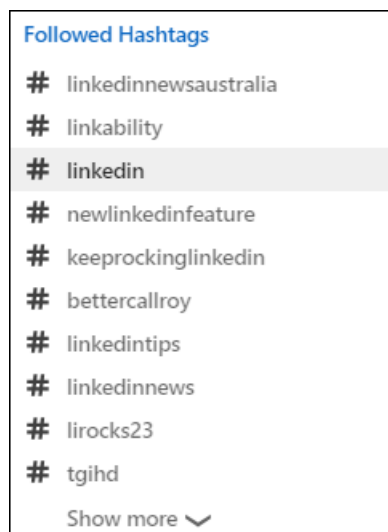 Followed Hashtags
# linkedinnewsaustralia
# linkability
# linkedin
# newlinkedinfeature
# keeprockinglinkedin
# bettercallroy
# linkedintips
# linkedinnews
# lirocks23
# tgihd
Show more